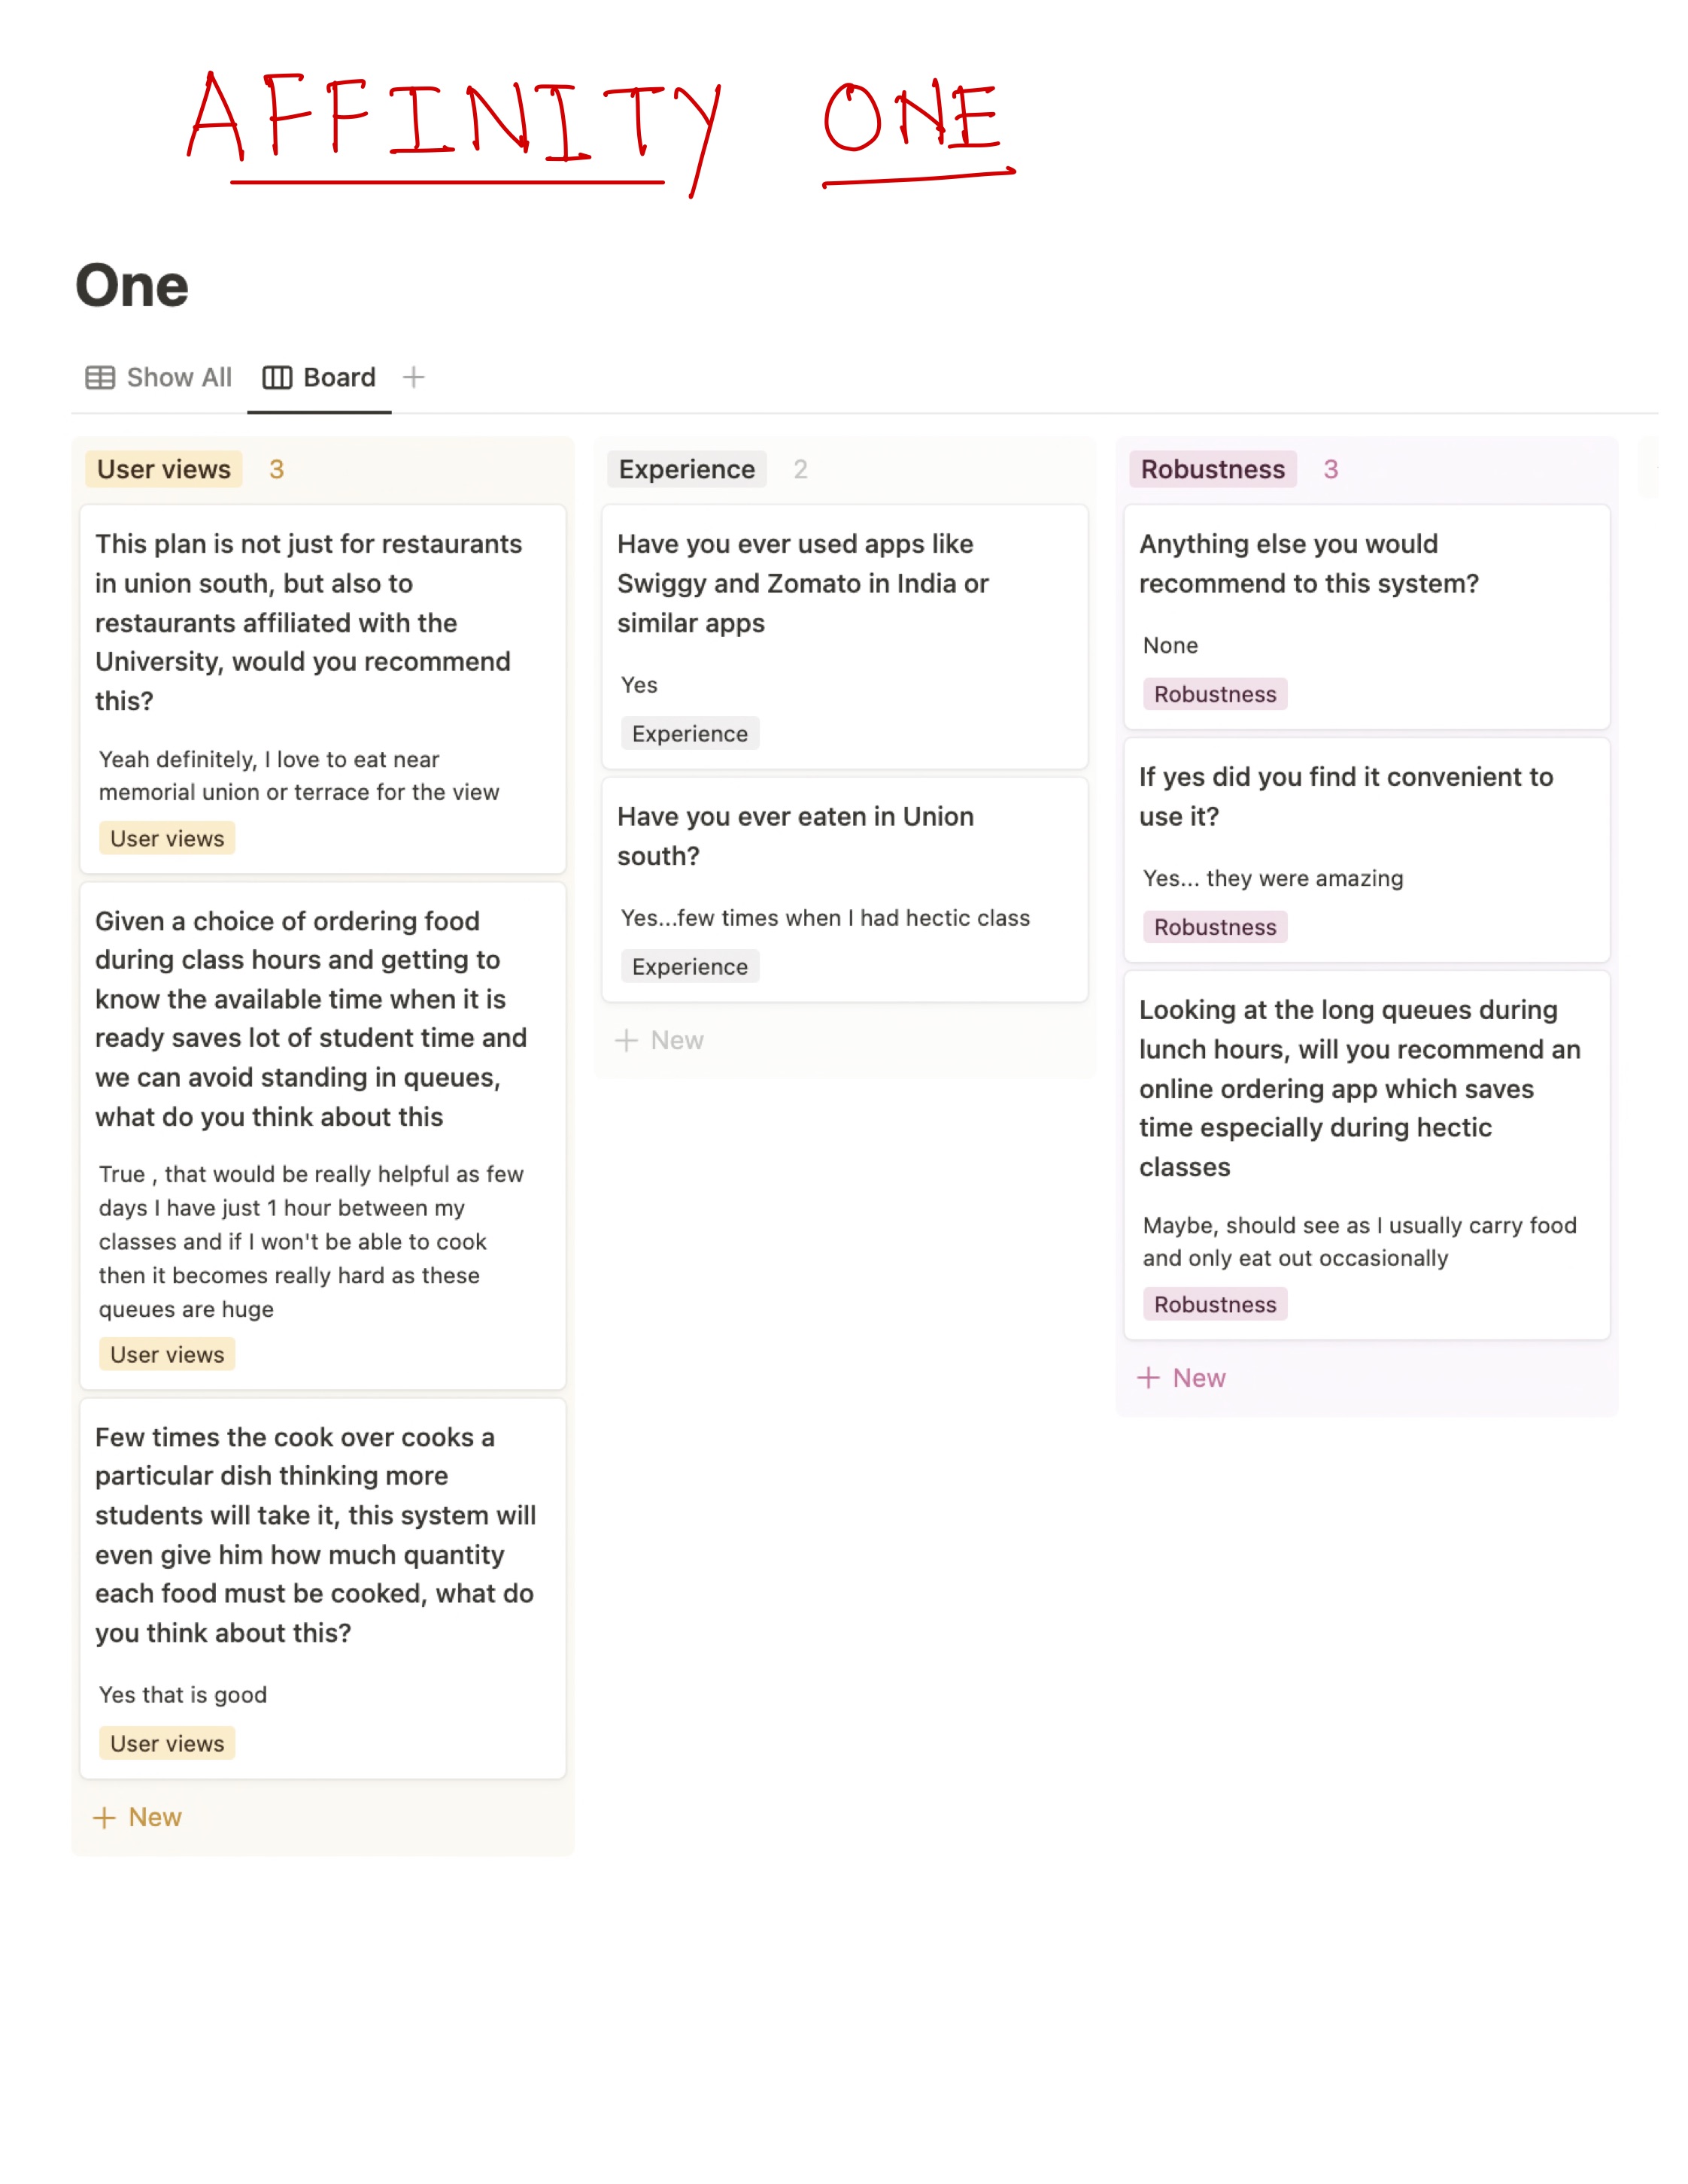 AFFINITY ONE
One
Show All
Board
User views 3
This plan is not just for restaurants
in union south, but also to
restaurants affiliated with the
University, would you recommend
this?
Yeah definitely, I love to eat near
memorial union or terrace for the view
User views
Given a choice of ordering food
during class hours and getting to
know the available time when it is
ready saves lot of student time and
we can avoid standing in queues,
what do you think about this
True , that would be really helpful as few
days I have just 1 hour between my
classes and if I won't be able to cook
then it becomes really hard as these
queues are huge
User views
Few times the cook over cooks a
particular dish thinking more
students will take it, this system will
even give him how much quantity
each food must be cooked, what do
you think about this?
Yes that is good
User views
+ New
Experience 2
Have you ever used apps like
Swiggy and Zomato in India or
similar apps
Yes
Experience
Have you ever eaten in Union
south?
Yes...few times when I had hectic class
Experience
+ New
Robustness 3
Anything else you would
recommend to this system?
None
Robustness
If yes did you find it convenient to
use it?
Yes... they were amazing
Robustness
Looking at the long queues during
lunch hours, will you recommend an
online ordering app which saves
time especially during hectic
classes
Maybe, should see as I usually carry food
and only eat out occasionally
Robustness
+ New